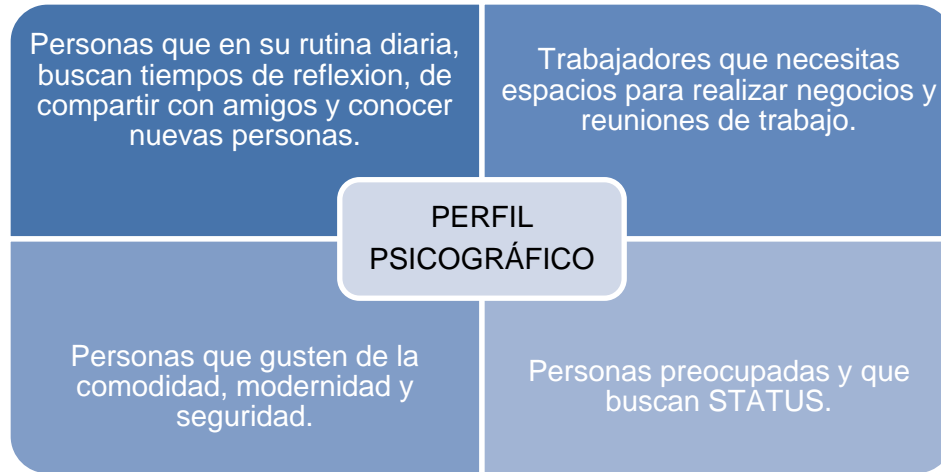 Personas que en su rutina diaria,
buscan tiempos de reflexion, de
compartir con amigos y conocer
nuevas personas.
Trabajadores que necesitas
espacios para realizar negocios y
reuniones de trabajo.
PERFIL
PSICOGRÁFICO
Personas que gusten de la
comodidad, modernidad y
seguridad.
Personas preocupadas y que
buscan STATUS.